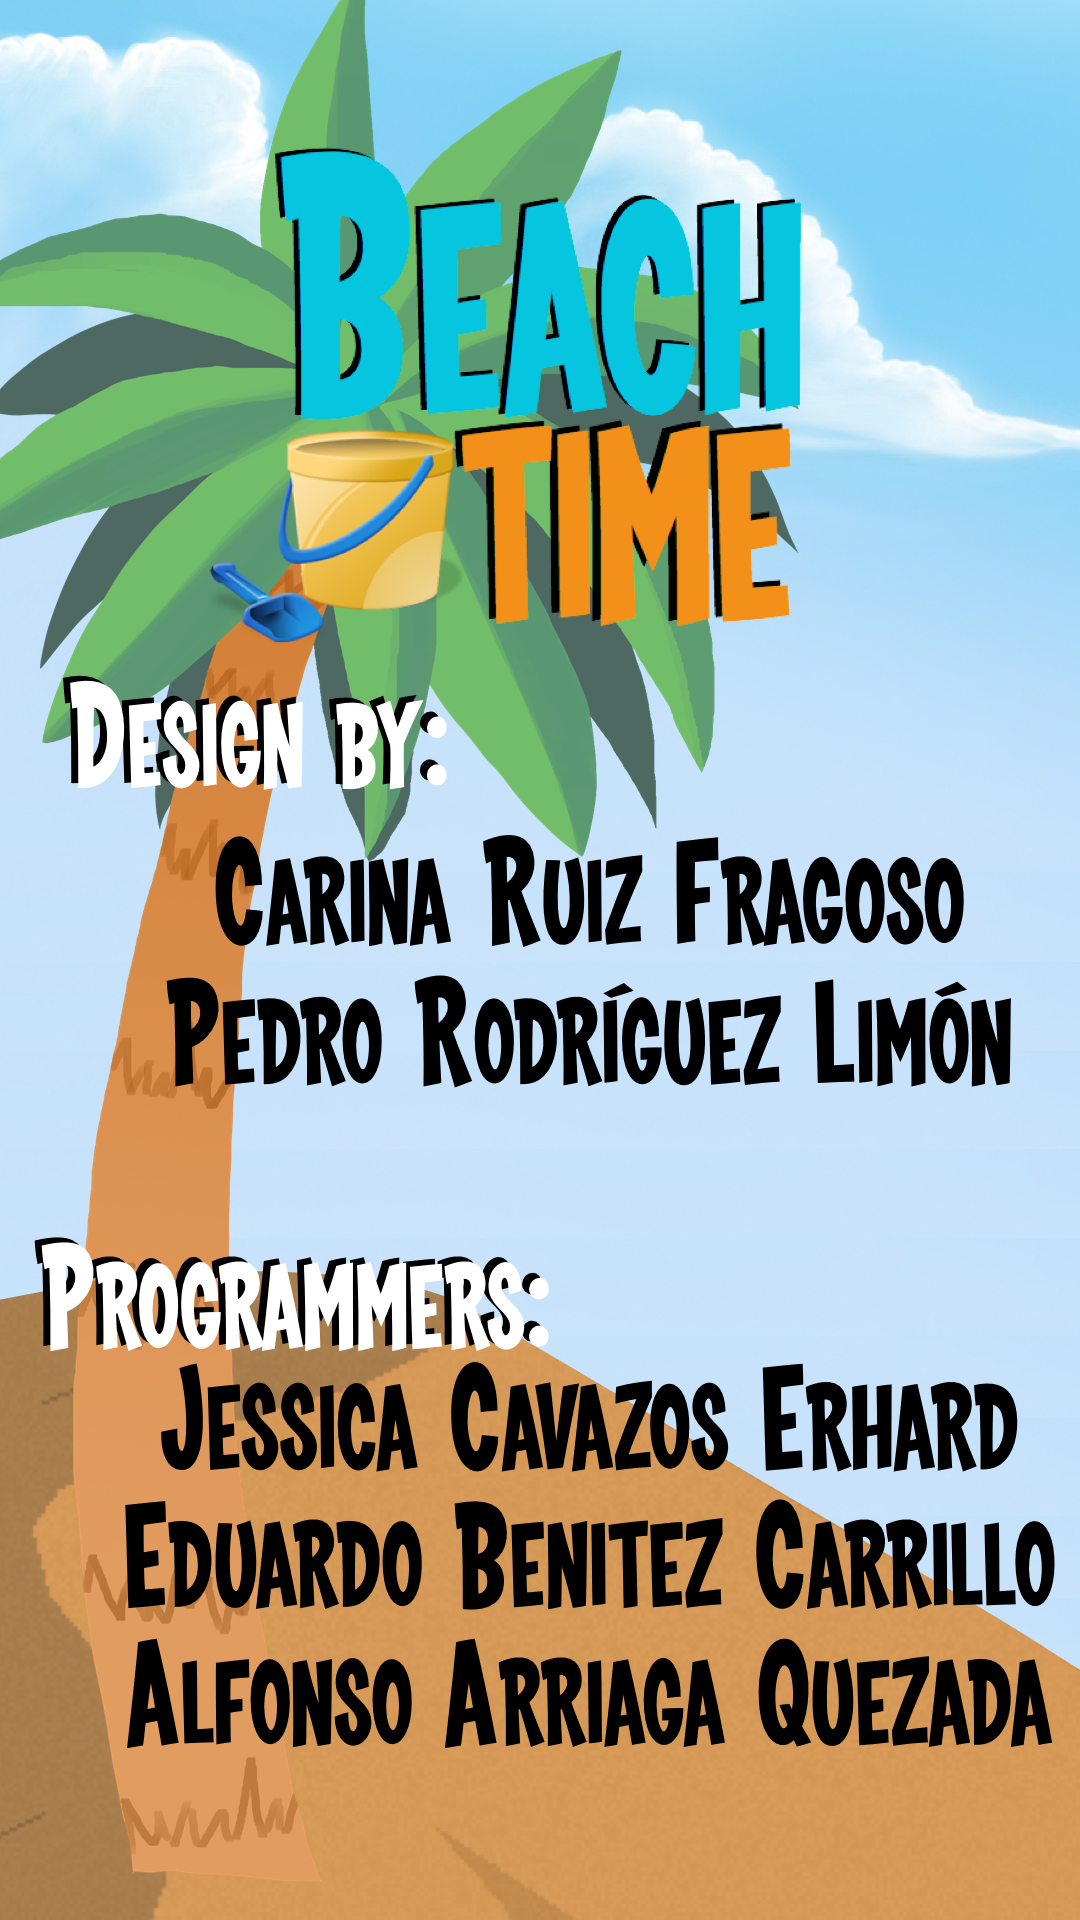 Beach
Time
Design by:
Carina Ruiz Fragoso
Pedro Rodríguez Limón
Programmers:
Jessica Cavazos Erhard
Eduardo Benitez Carrillo
Alfonso Arriaga Quezada